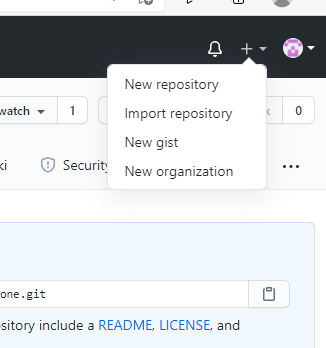 watch 1
0
New repository
Import repository
New gist
New organization
ki
Security
one.git
sitory include a README, LICENSE, and